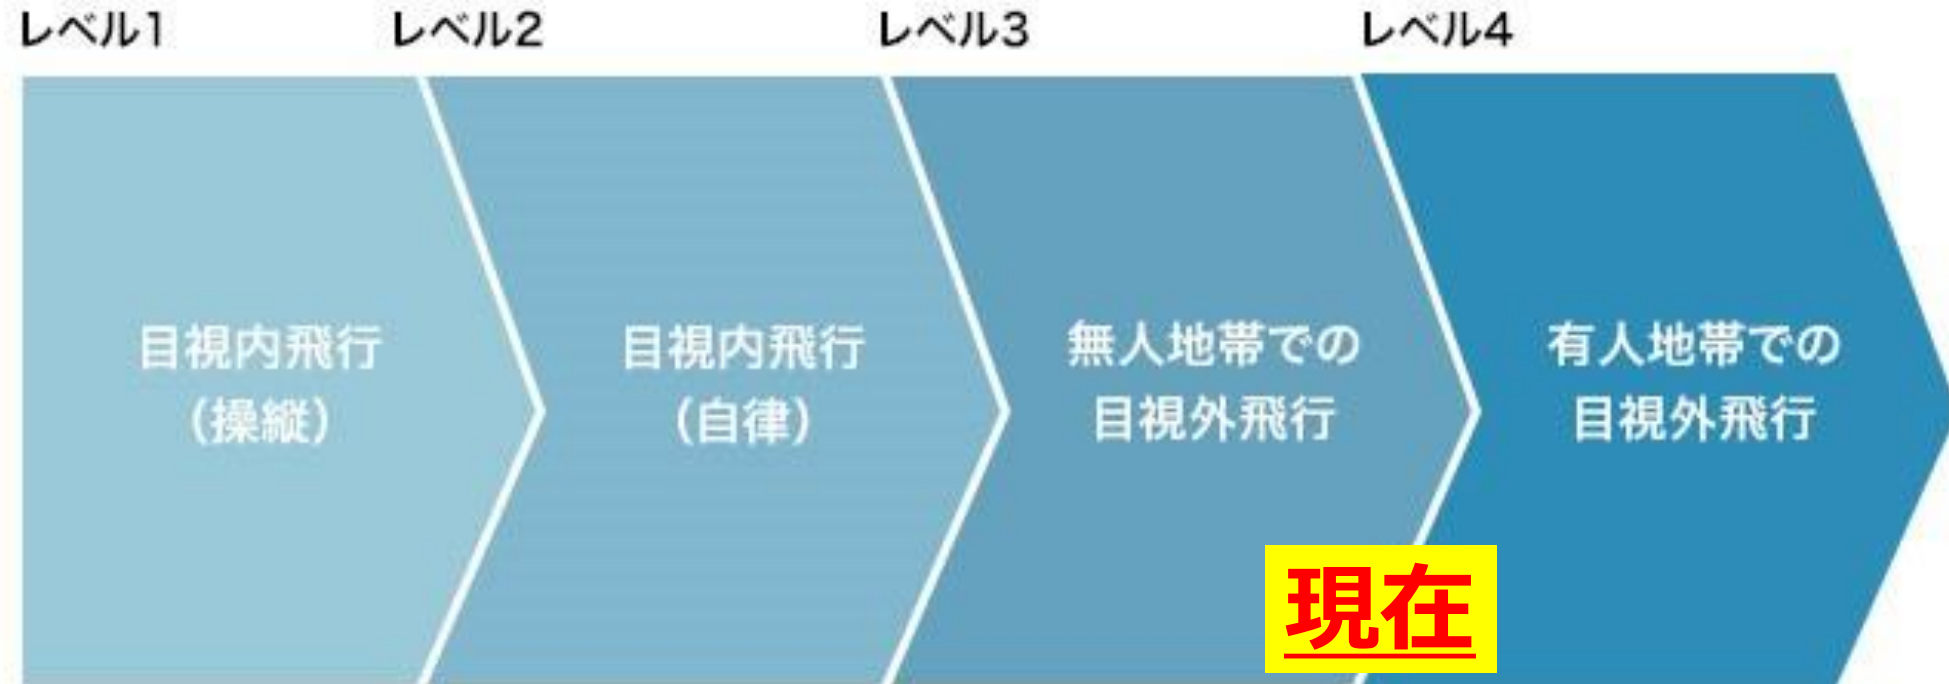 レベル1
レベル2
レベル3
レベル4
目視内飛行
(操縦)
目視内飛行
(自律)
無人地帯での
目視外飛行
有人地帯での
目視外飛行
現在